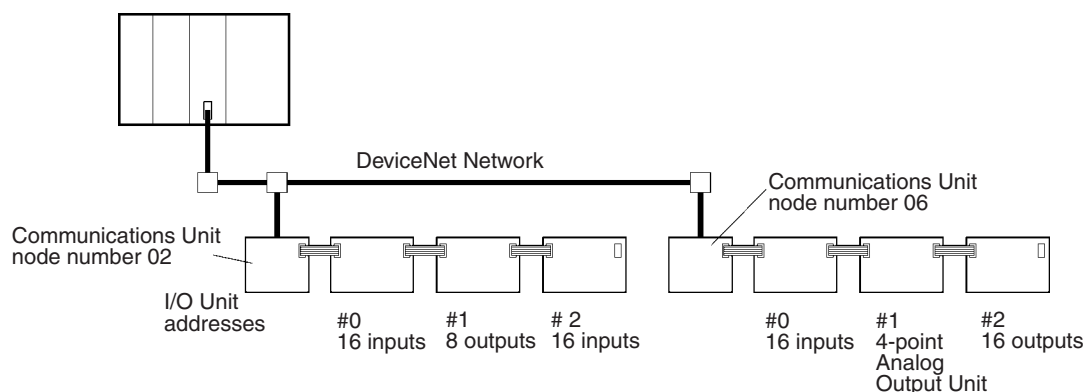 DeviceNet Network
Communications Unit
node number 06
Communications Unit
node number 02
I/O Unit
addresses
#0
16 inputs
#1
8 outputs
# 2
16 inputs
#0
16 inputs
#1
4-point
Analog
Output Unit
#2
16 outputs